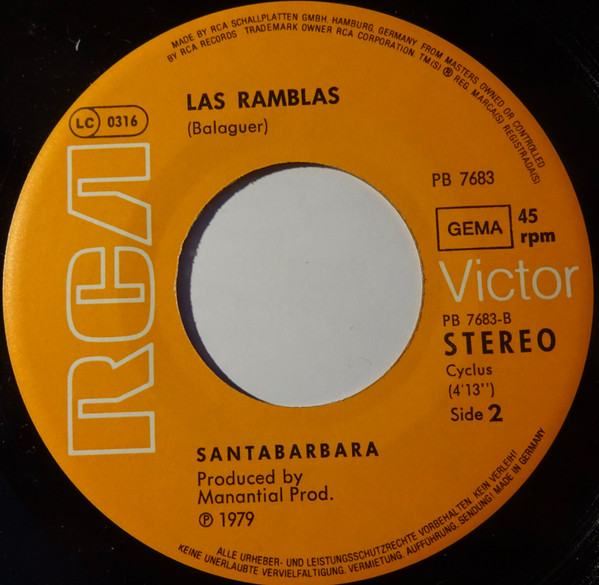 MADE BY RCA SCHALLPLATTEN GMBH, HAMBURG, GERMANY FROM MASTERS OWNED OR CONTROLLED
BY RCA RECORDS TRADEMARK OWNER RCA CORPORATION. TM(S) ® REG. MARCA(S) REGISTRADA(S)
LC 0316
LAS RAMBLAS
(Balaguer)
PB 7683
GEMA
45
rpm
RCA
Victor
PB 7683-B
STEREO
Cyclus
(4'13'')
Side 2
SANTABARBARA
Produced by
Manantial Prod.
℗ 1979
ALLE URHEBER- UND LEISTUNGSSCHUTZRECHTE VORBEHALTEN. KEIN VERLEIH!
KEINE UNERLAUBTE VERVIELFÄLTIGUNG, VERMIETUNG, AUFFÜHRUNG, SENDUNG! MADE IN GERMANY